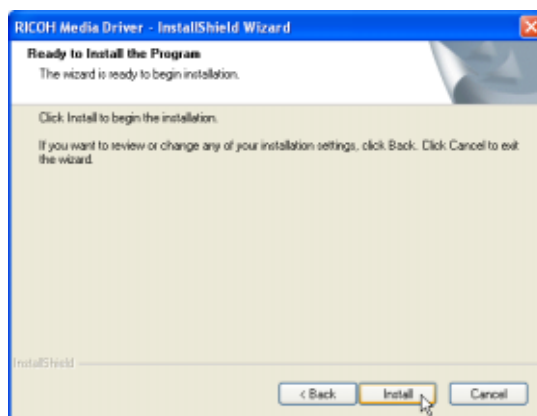 RICOH Media Driver - InstallShield Wizard
Ready to Install the Program
The wizard is ready to begin installation.
Click Install to begin the installation.
If you want to review or change any of your installation settings, click Back. Click Cancel to exit
the wizard.
InstallShield
< Back Install Cancel